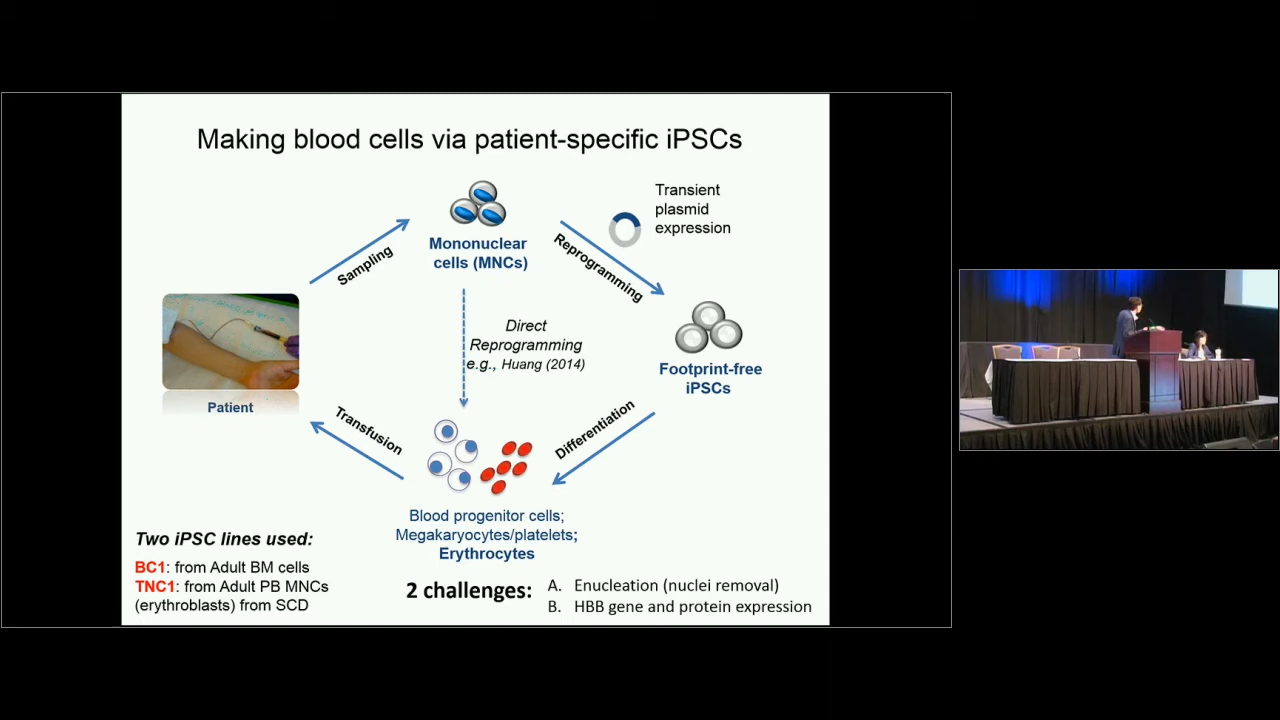 Making blood cells via patient-specific iPSCs
Transient
plasmid
expression
Mononuclear
cells (MNCs)
Sampling
Reprogramming
Direct
Reprogramming
e.g., Huang (2014)
Footprint-free
iPSCs
Patient
Transfusion
Differentiation
Blood progenitor cells;
Megakaryocytes/platelets;
Erythrocytes
Two iPSC lines used:
BC1: from Adult BM cells
TNC1: from Adult PB MNCs
(erythroblasts) from SCD
2 challenges:
A. Enucleation (nuclei removal)
B. HBB gene and protein expression